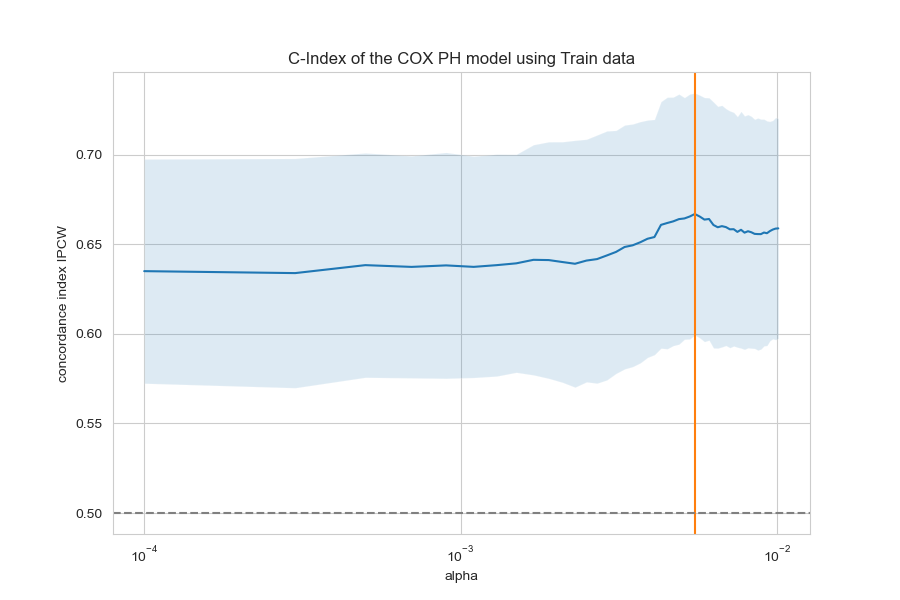 C-Index of the COX PH model using Train data
concordance index IPCW
0.70
0.65
0.60
0.55
0.50
10⁻⁴
10⁻³
10⁻²
alpha